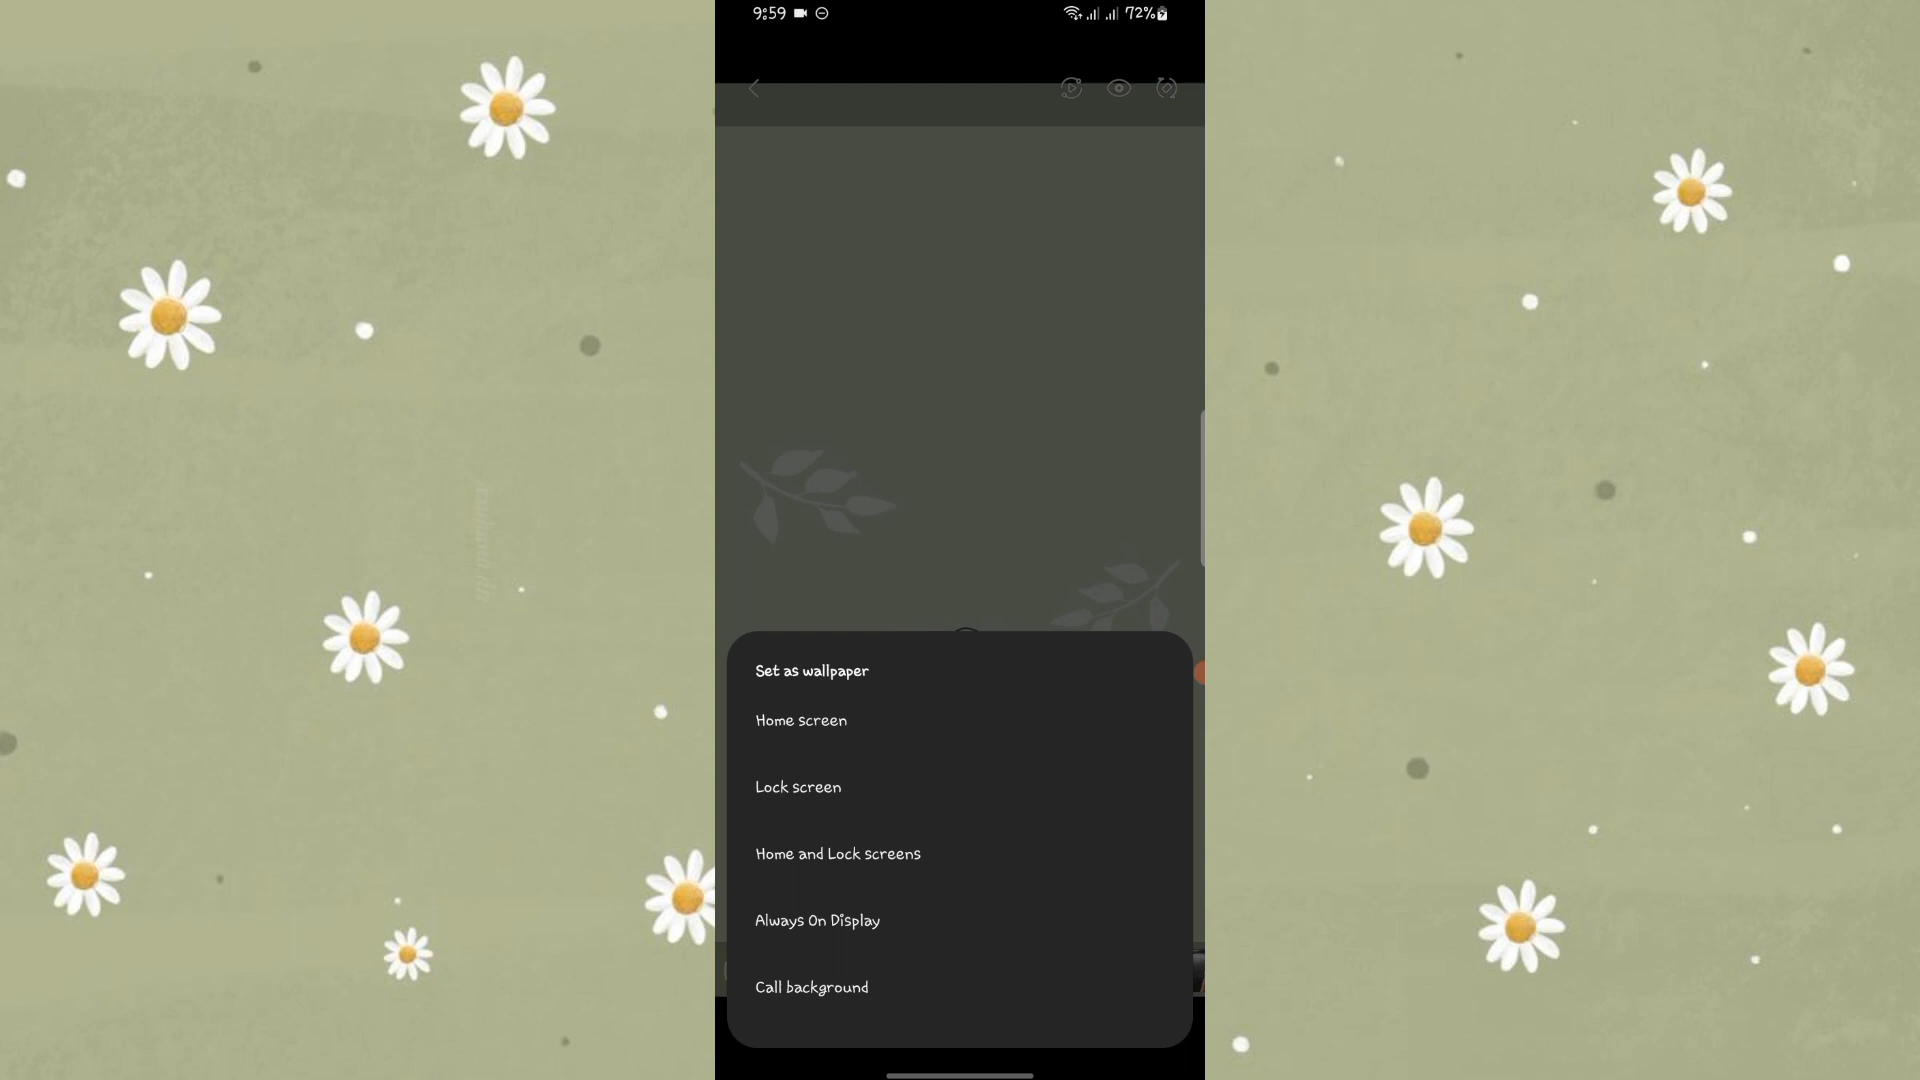 9:59 72%
Set as wallpaper
Home screen
Lock screen
Home and Lock screens
Always On Display
Call background